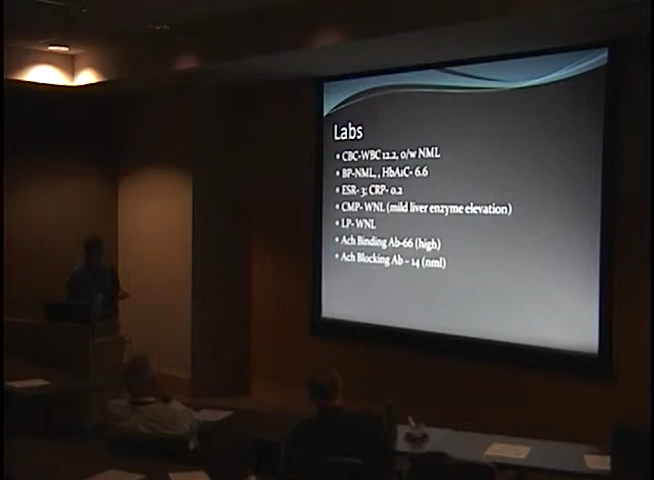 Labs
• CBC-WBC 12.2, o/w NML
• BP-NML, , HbA1C- 6.6
• ESR- 3; CRP- 0.2
• CMP- WNL (mild liver enzyme elevation)
• LP- WNL
• Ach Binding Ab-66 (high)
• Ach Blocking Ab - 14 (nml)